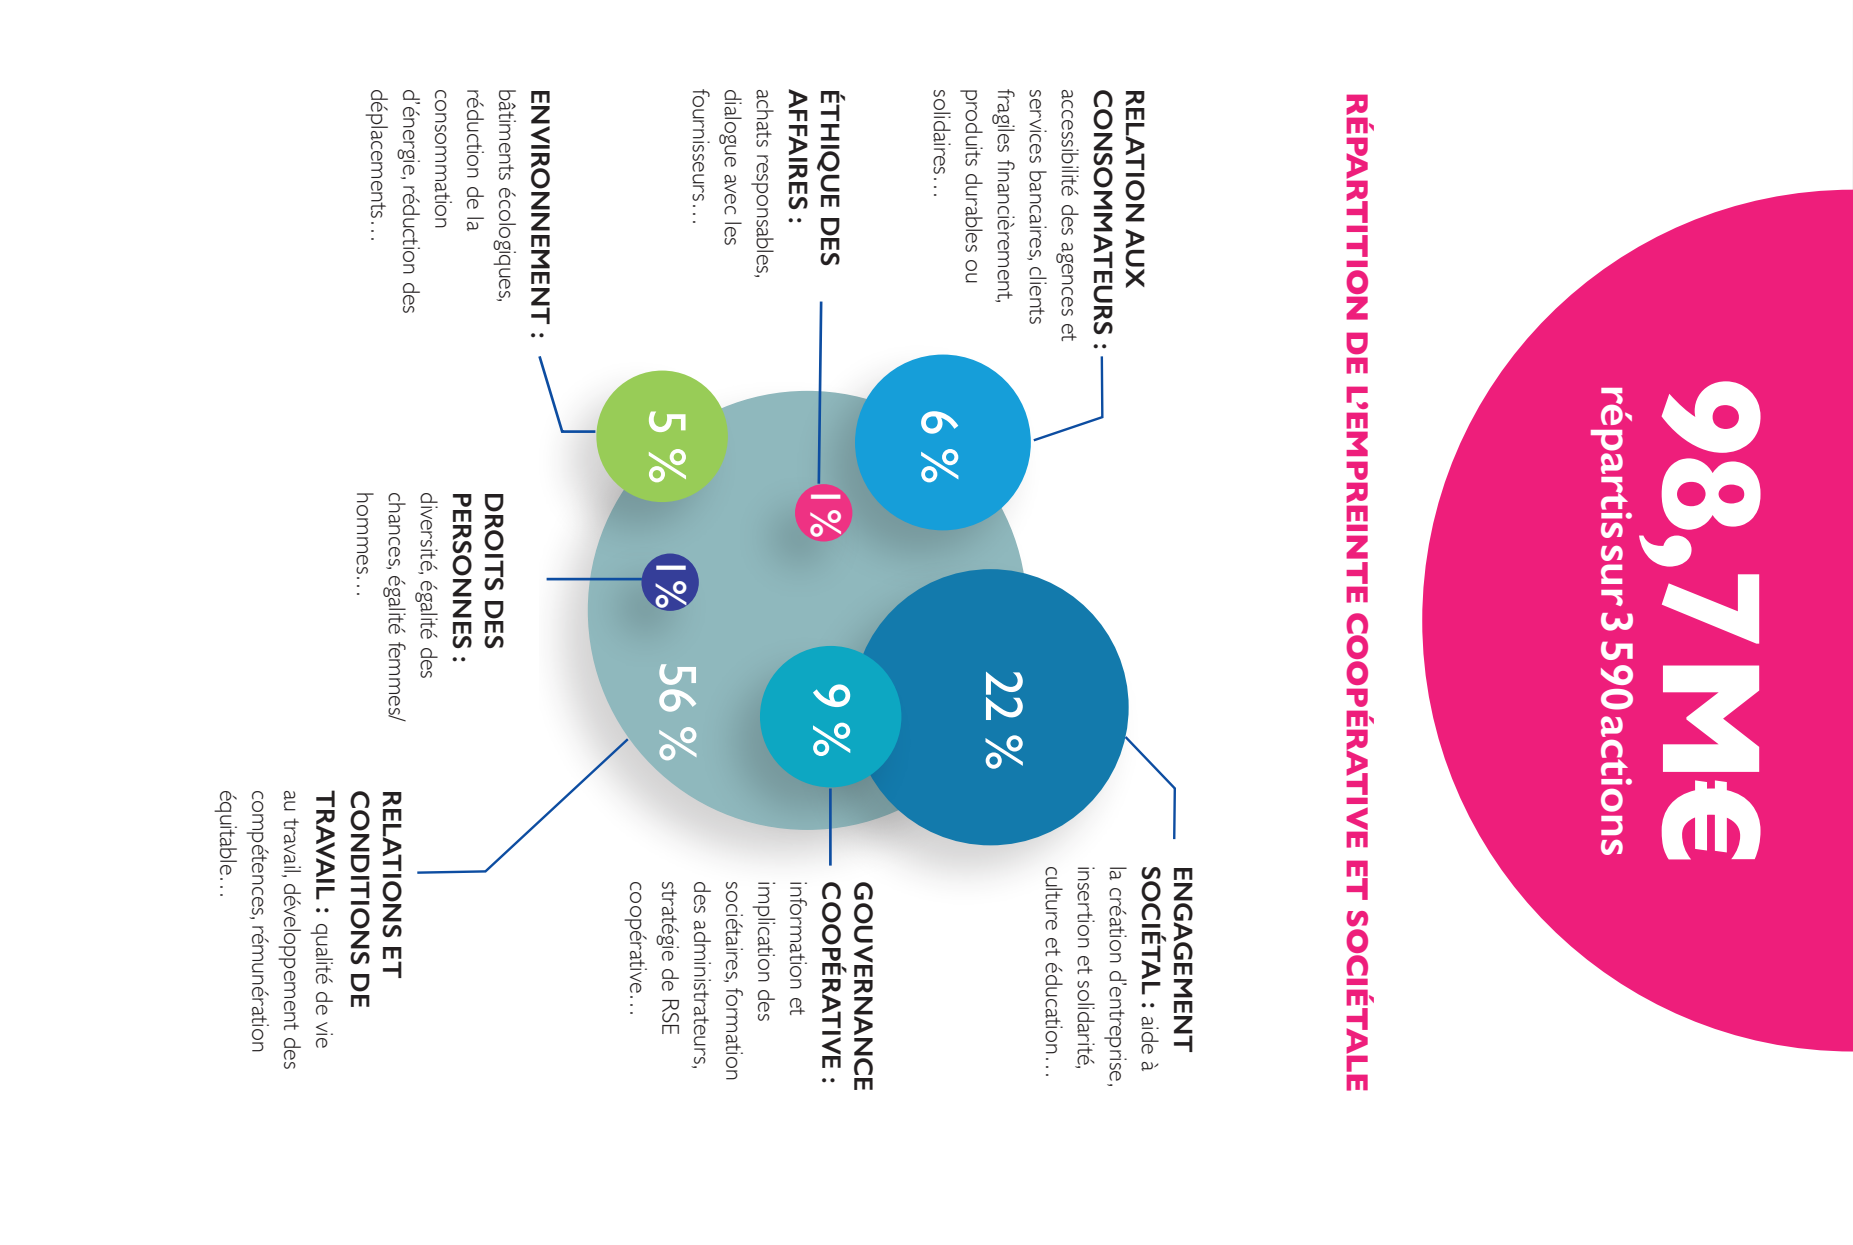 98,7 M€
répartis sur 3 590 actions
RÉPARTITION DE L'EMPREINTE COOPÉRATIVE ET SOCIÉTALE
RELATION AUX
CONSOMMATEURS :
accessibilité des agences et
services bancaires, clients
fragiles financièrement,
produits durables ou
solidaires…
6 %
ENGAGEMENT
SOCIÉTAL : aide à
la création d'entreprise,
insertion et solidarité,
culture et éducation…
22 %
ÉTHIQUE DES
AFFAIRES :
achats responsables,
dialogue avec les
fournisseurs…
1 %
9 %
GOUVERNANCE
COOPÉRATIVE :
information et
implication des
sociétaires, formation
des administrateurs,
stratégie de RSE
coopérative…
ENVIRONNEMENT :
bâtiments écologiques,
réduction de la
consommation
d'énergie, réduction des
déplacements…
5 %
1 %
56 %
DROITS DES
PERSONNES :
diversité, égalité des
chances, égalité femmes/
hommes…
RELATIONS ET
CONDITIONS DE
TRAVAIL : qualité de vie
au travail, développement des
compétences, rémunération
équitable…